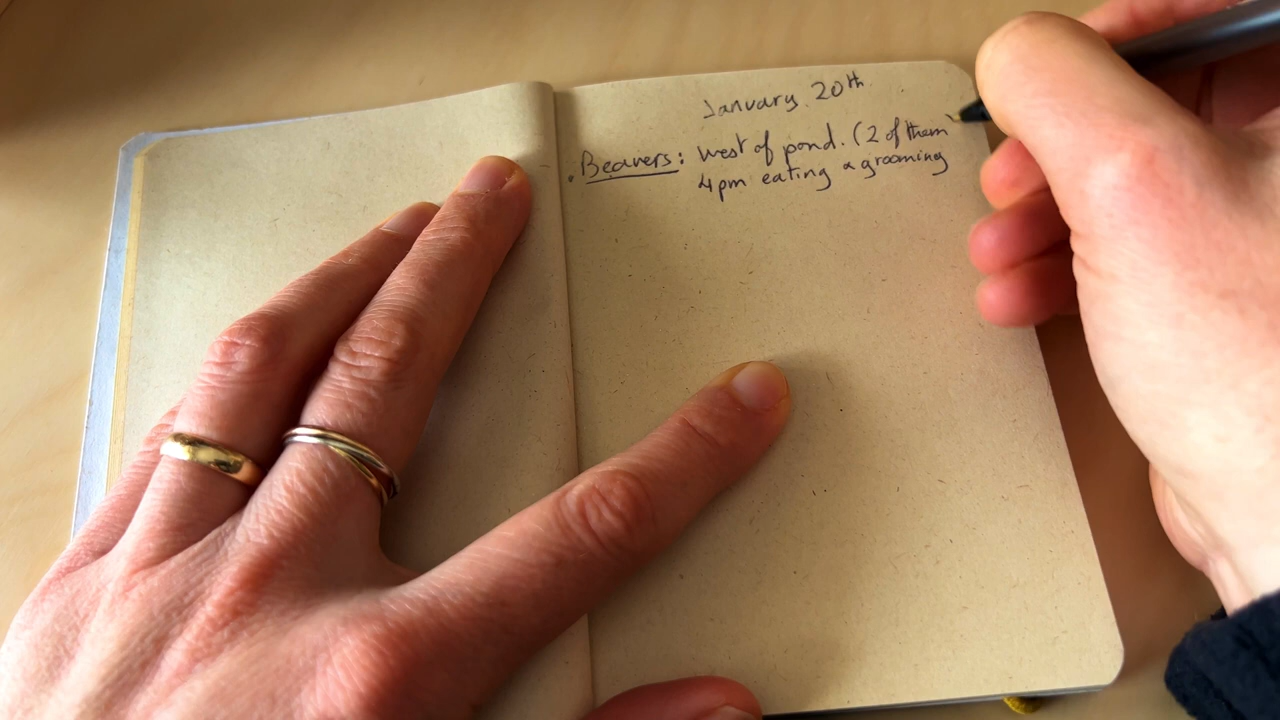 January 20th
. Beavers: West of pond. (2 of them
4pm eating & grooming